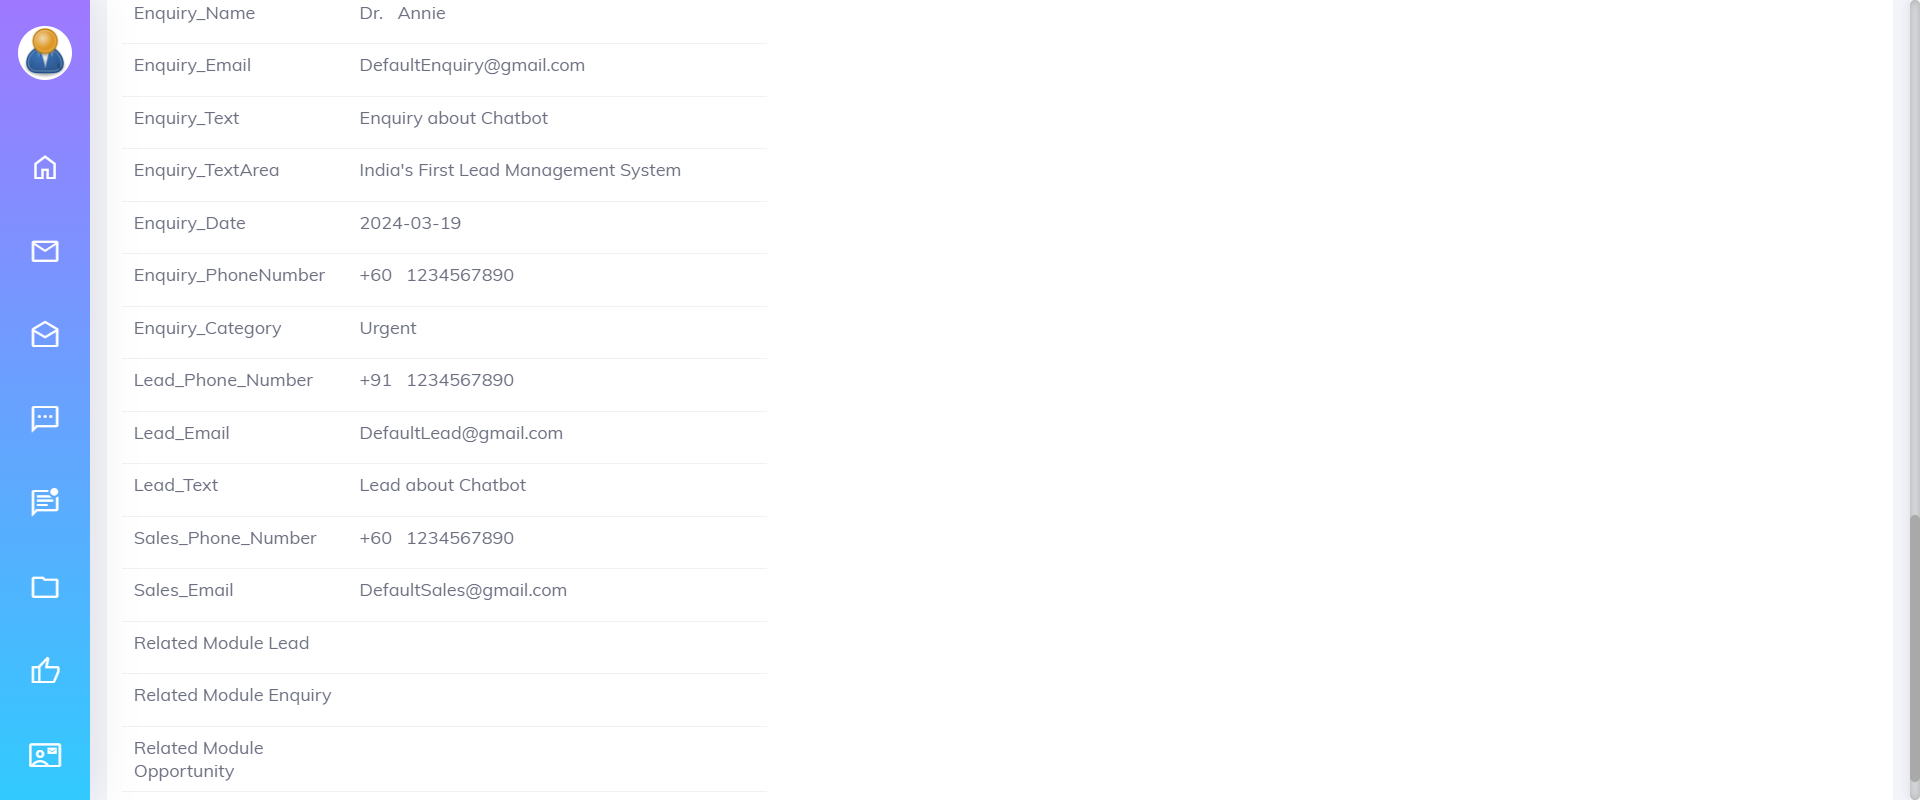 Enquiry_Name Dr. Annie
Enquiry_Email DefaultEnquiry@gmail.com
Enquiry_Text Enquiry about Chatbot
Enquiry_TextArea India's First Lead Management System
Enquiry_Date 2024-03-19
Enquiry_PhoneNumber +60 1234567890
Enquiry_Category Urgent
Lead_Phone_Number +91 1234567890
Lead_Email DefaultLead@gmail.com
Lead_Text Lead about Chatbot
Sales_Phone_Number +60 1234567890
Sales_Email DefaultSales@gmail.com
Related Module Lead
Related Module Enquiry
Related Module
Opportunity